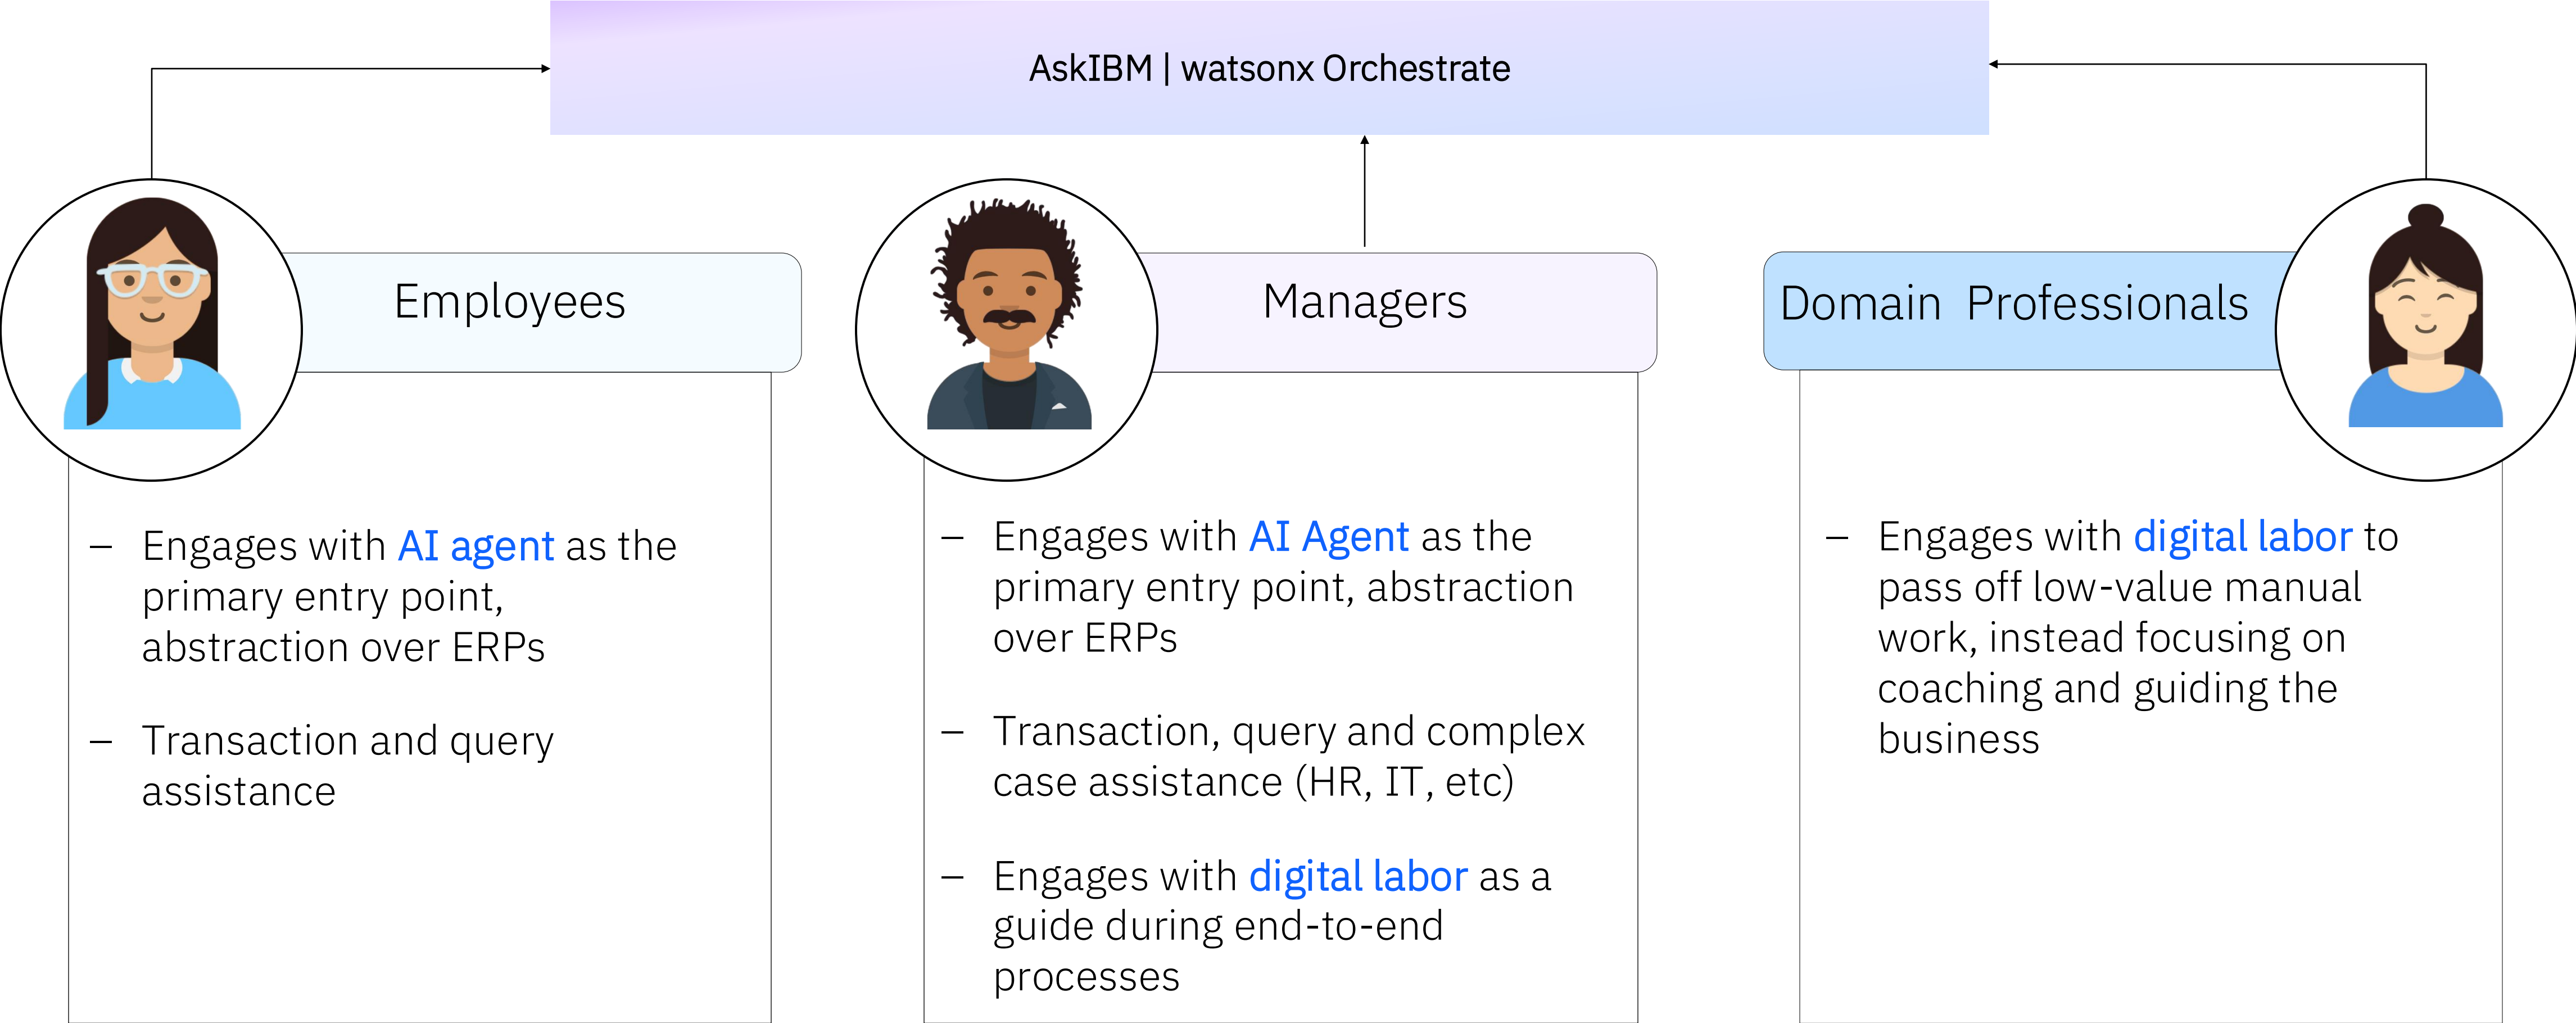 AskIBM | watsonx Orchestrate
Employees
Engages with AI agent as the
primary entry point,
abstraction over ERPs
Transaction and query
assistance
Managers
Engages with AI Agent as the
primary entry point, abstraction
over ERPs
Transaction, query and complex
case assistance (HR, IT, etc)
Engages with digital labor as a
guide during end-to-end
processes
Domain  Professionals
Engages with digital labor to
pass off low-value manual
work, instead focusing on
coaching and guiding the
business